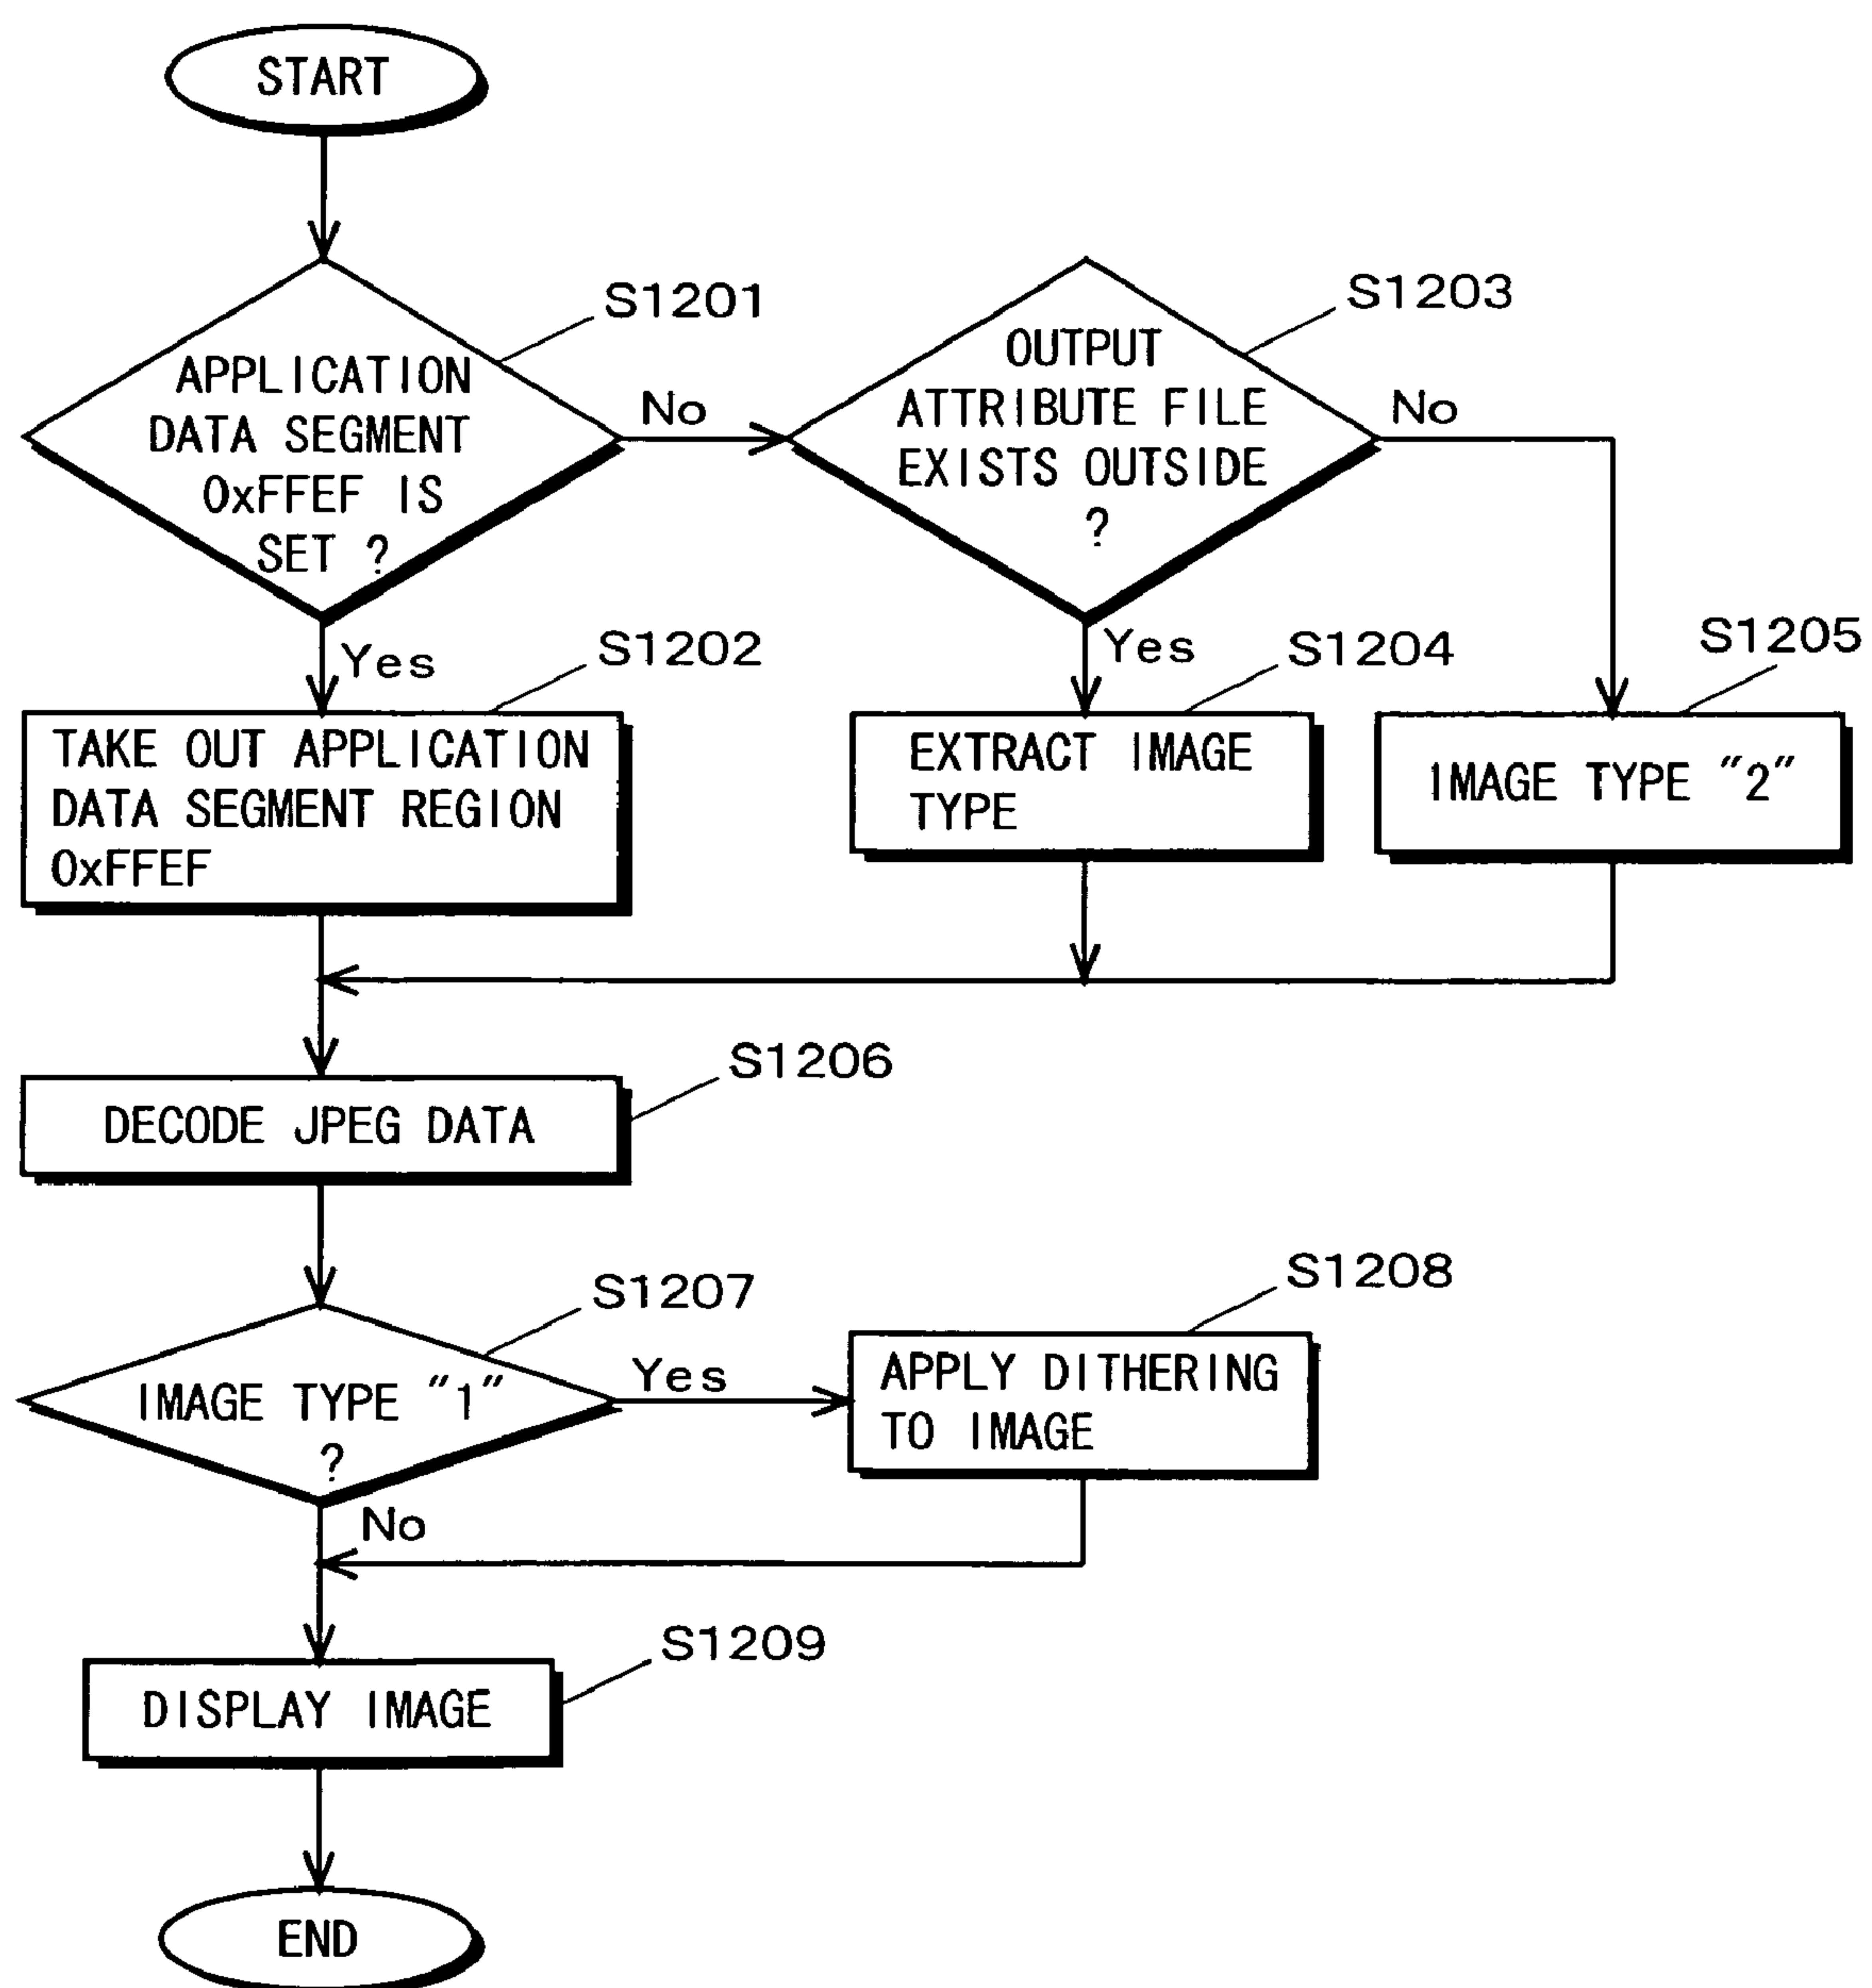 START
S1201
APPLICATION
DATA SEGMENT
0xFFEF IS
SET ?
No
Yes
S1203
OUTPUT
ATTRIBUTE FILE
EXISTS OUTSIDE
?
No
Yes
S1202
TAKE OUT APPLICATION
DATA SEGMENT REGION
0xFFEF
S1204
EXTRACT IMAGE
TYPE
S1205
IMAGE TYPE "2"
S1206
DECODE JPEG DATA
S1207
IMAGE TYPE "1"
?
Yes
No
S1208
APPLY DITHERING
TO IMAGE
S1209
DISPLAY IMAGE
END